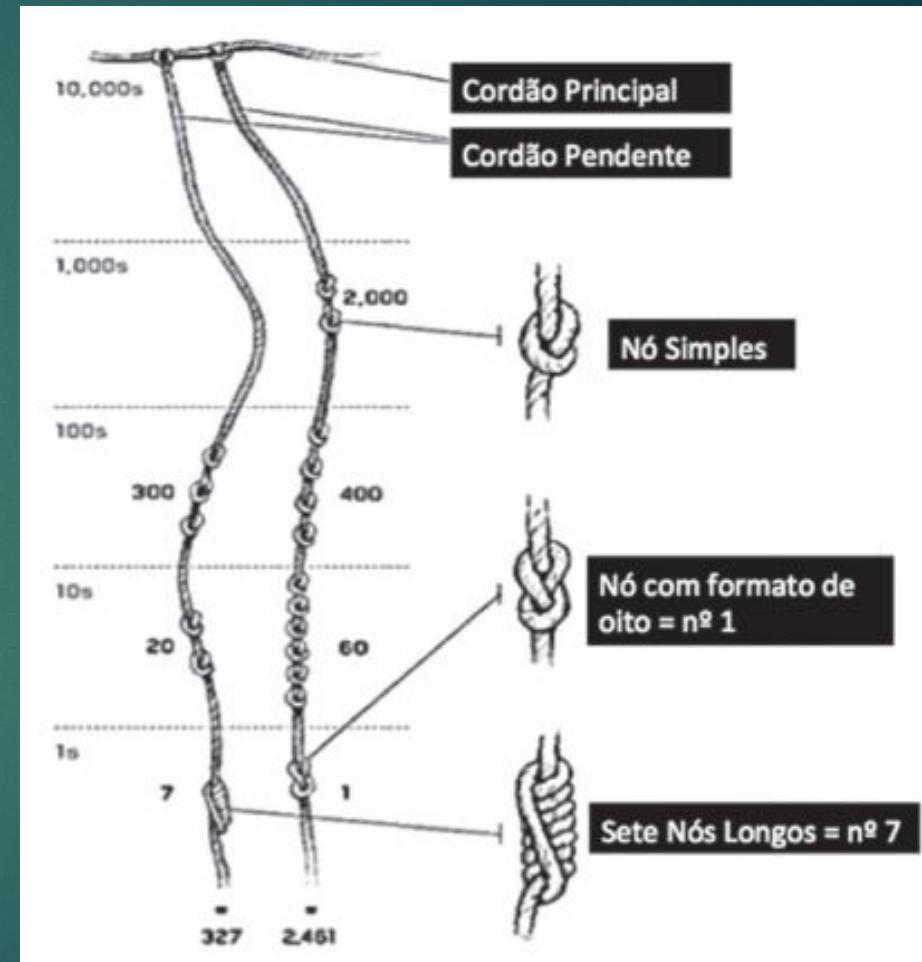 10,000s
Cordão Principal
Cordão Pendente
1,000s
2,000
Nó Simples
100s
300
400
10s
Nó com formato de
oito = nº 1
20
60
1s
7
1
Sete Nós Longos = nº 7
327
2,461